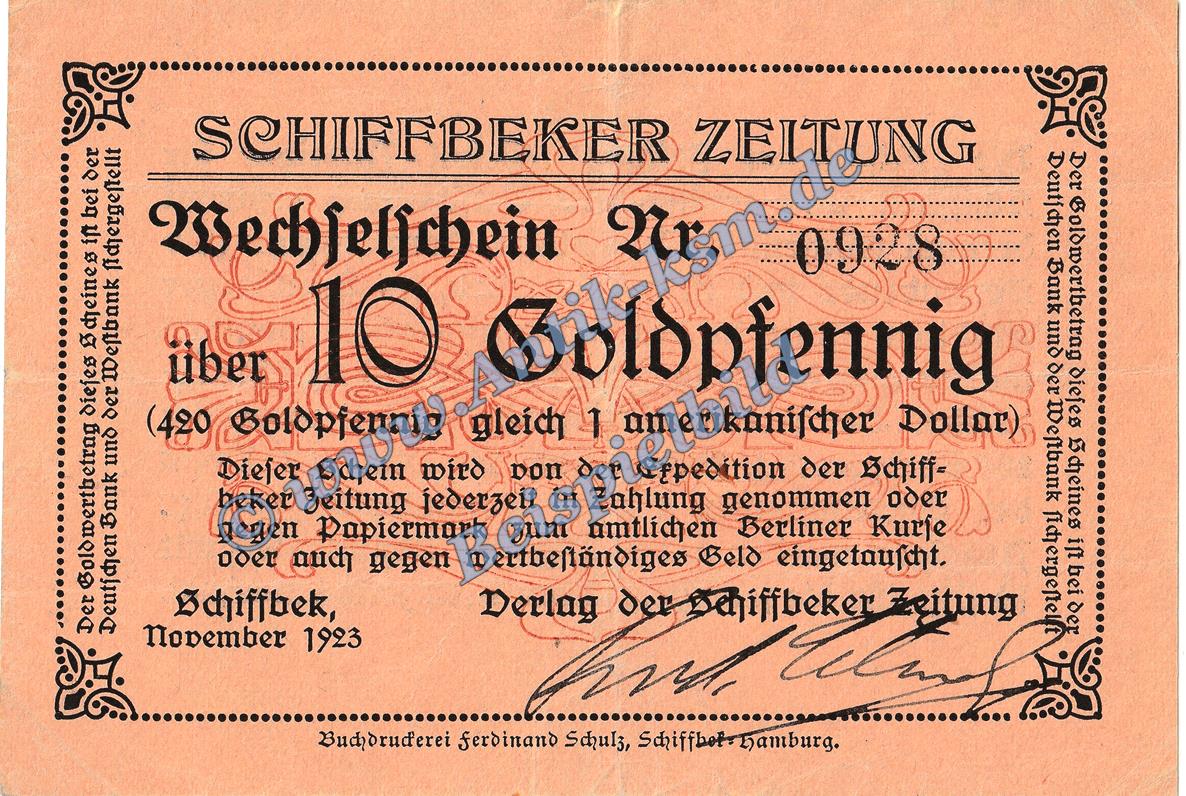 SCHIFFBEKER ZEITUNG
Wechselschein Nr. 0928
über 10 Goldpfennig
(420 Goldpfennig gleich 1 amerikanischer Dollar)
Dieser Schein wird von der Expedition der Schiff-
beker Zeitung jederzeit in Zahlung genommen oder
gegen Papiermark zum amtlichen Berliner Kurse
oder auch gegen wertbeständiges Geld eingetauscht.
Schiffbek,
November 1923
Verlag der Schiffbeker Zeitung
Der Goldwertbetrag dieses Scheines ist bei der
Deutschen Bank und der Westbank sichergestellt
Der Goldwertbetrag dieses Scheines ist bei der
Deutschen Bank und der Westbank sichergestellt
Buchdruckerei Ferdinand Schulz, Schiffbek-Hamburg.
© www.Antik-ksm.de
Beispielbild